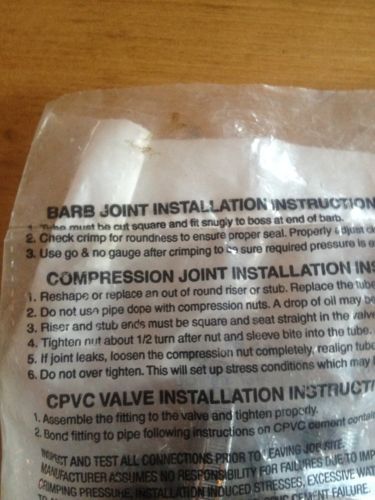 BARB JOINT INSTALLATION INSTRUCTION
1. Tube must be cut square and fit snugly to boss at end of barb.
2. Check crimp for roundness to ensure proper seal. Properly adjust
3. Use go & no gauge after crimping to be sure required pressure is
COMPRESSION JOINT INSTALLATION INS
1. Reshape or replace an out of round riser or stub. Replace the tube
2. Do not use pipe dope with compression nuts. A drop of oil may be
3. Riser and stub ends must be square and seat straight in the valve
4. Tighten nut about 1/2 turn after nut and sleeve bite into the tube.
5. If joint leaks, loosen the compression nut completely, realign tube
6. Do not over tighten. This will set up stress conditions which may
CPVC VALVE INSTALLATION INSTRUCTI
1. Assemble the fitting to the valve and tighten properly.
2. Bond fitting to pipe following instructions on CPVC cement contain
INSPECT AND TEST ALL CONNECTIONS PRIOR TO LEAVING JOB SITE.
MANUFACTURER ASSUMES NO RESPONSIBILITY FOR FAILURES DUE TO IMP
CRIMPING PRESSURE, INSTALLATION INDUCED STRESSES, EXCESSIVE WAT
CEMENT FAILURE